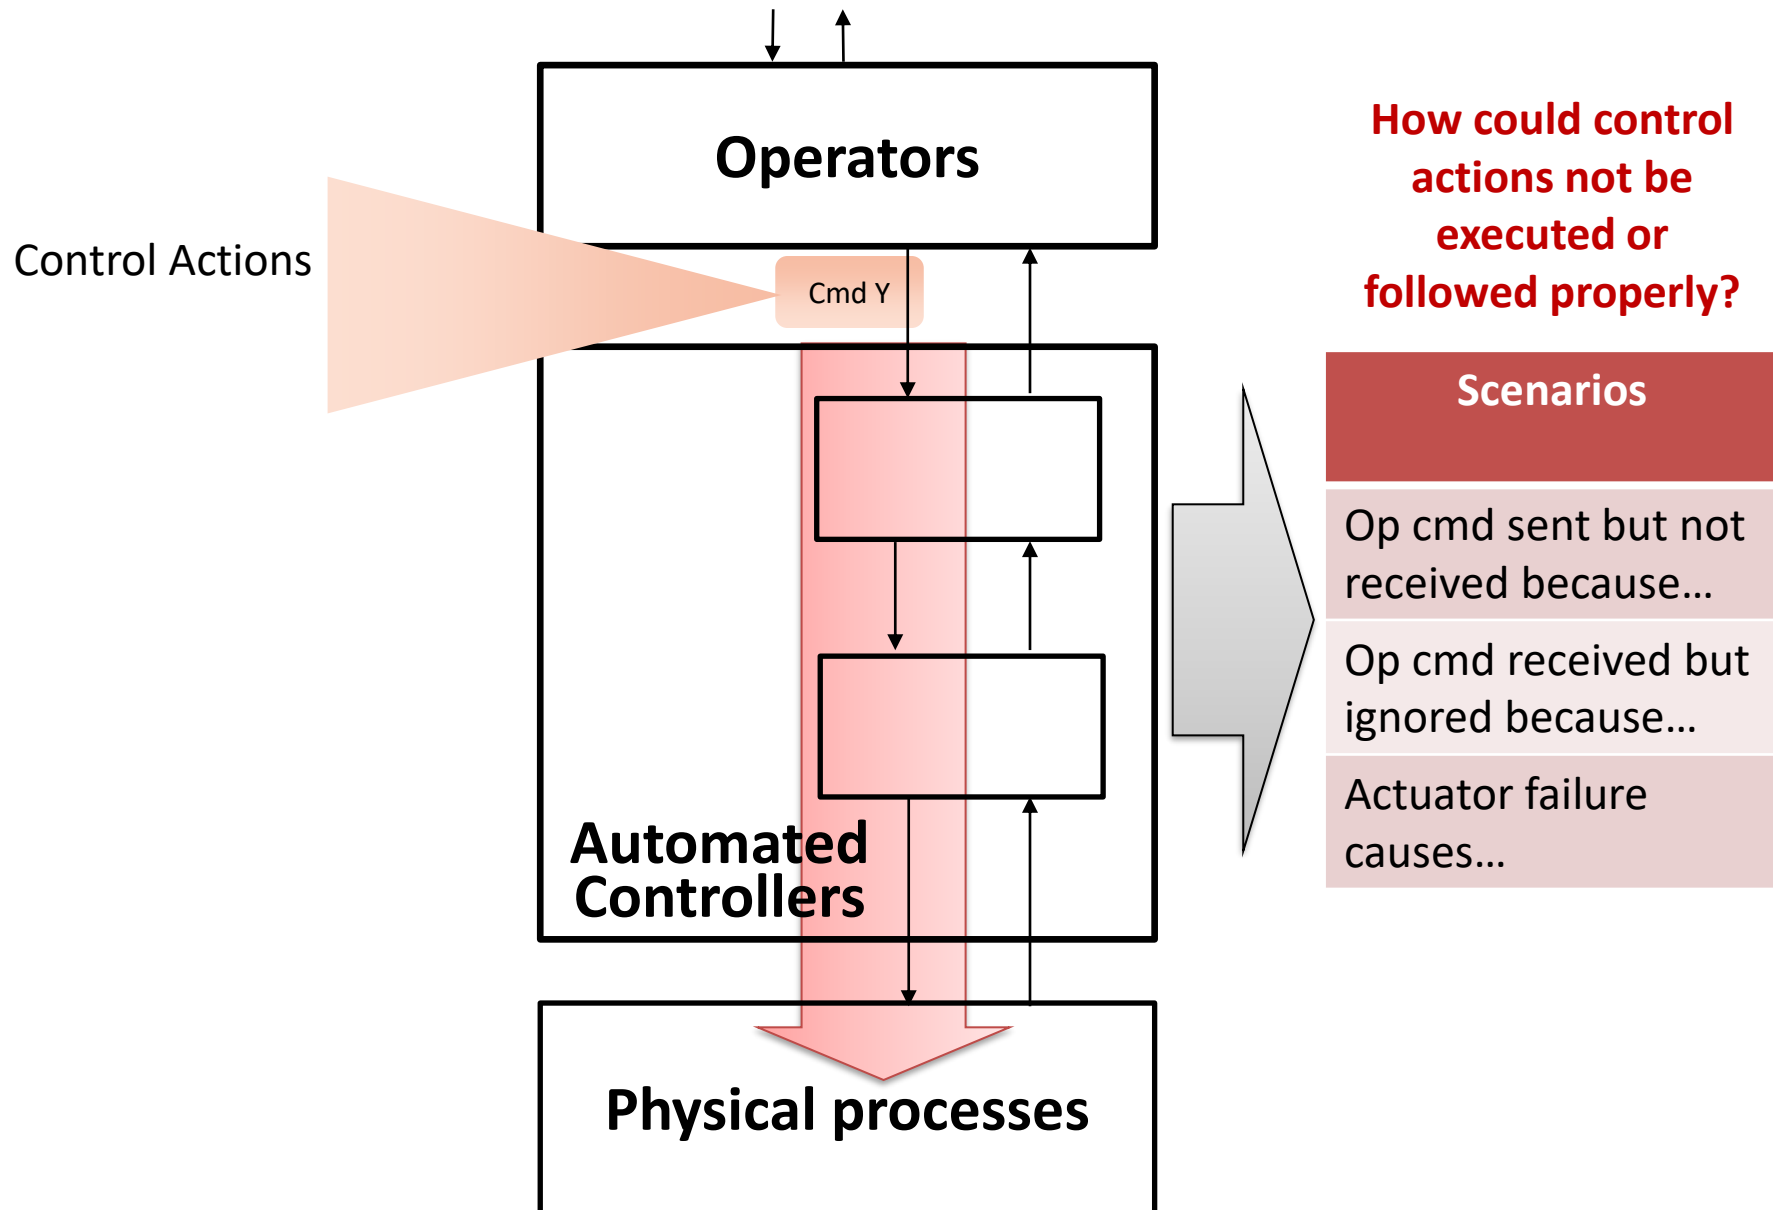 Operators
Control Actions
Cmd Y
Automated
Controllers
Physical processes
How could control
actions not be
executed or
followed properly?
Scenarios
Op cmd sent but not
received because…
Op cmd received but
ignored because…
Actuator failure
causes…